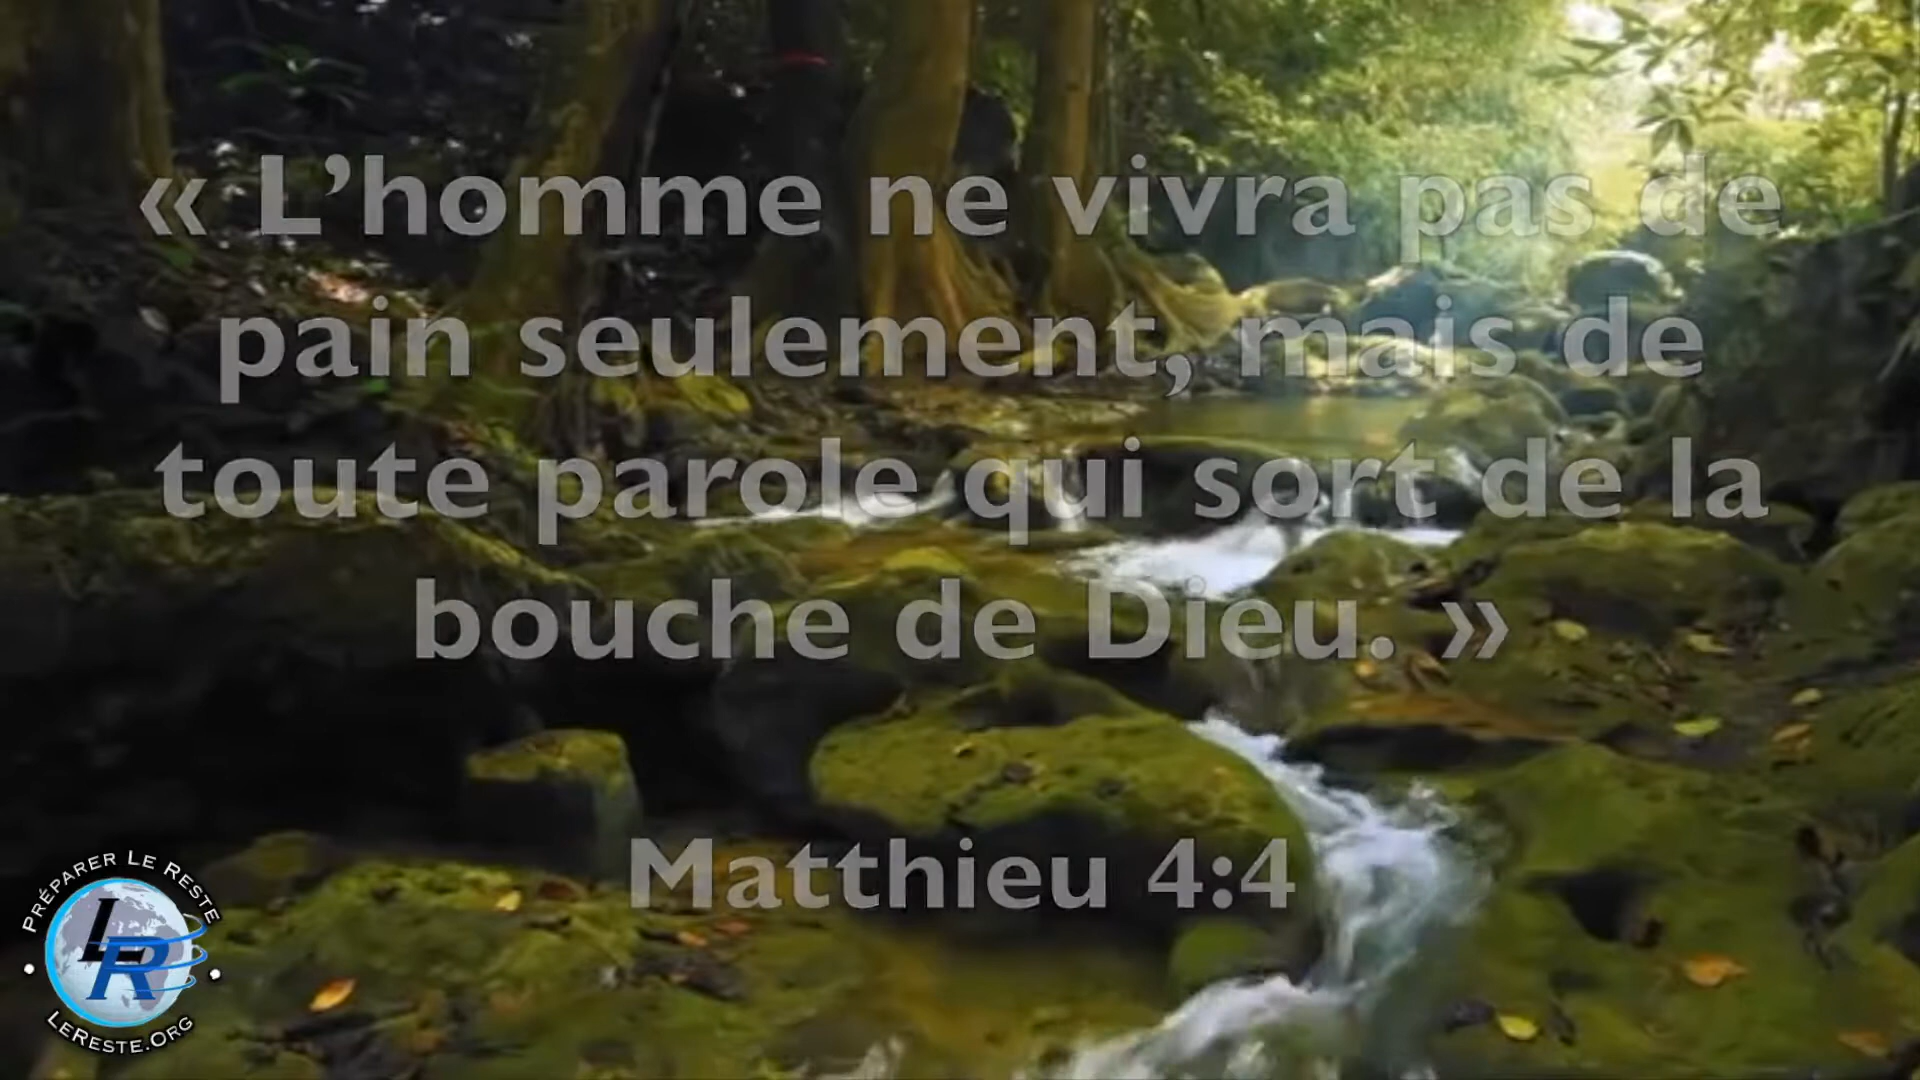 « L’homme ne vivra pas de
pain seulement, mais de
toute parole qui sort de la
bouche de Dieu. »
Matthieu 4:4
PRÉPARER LE RESTE
LR
LERESTE.ORG